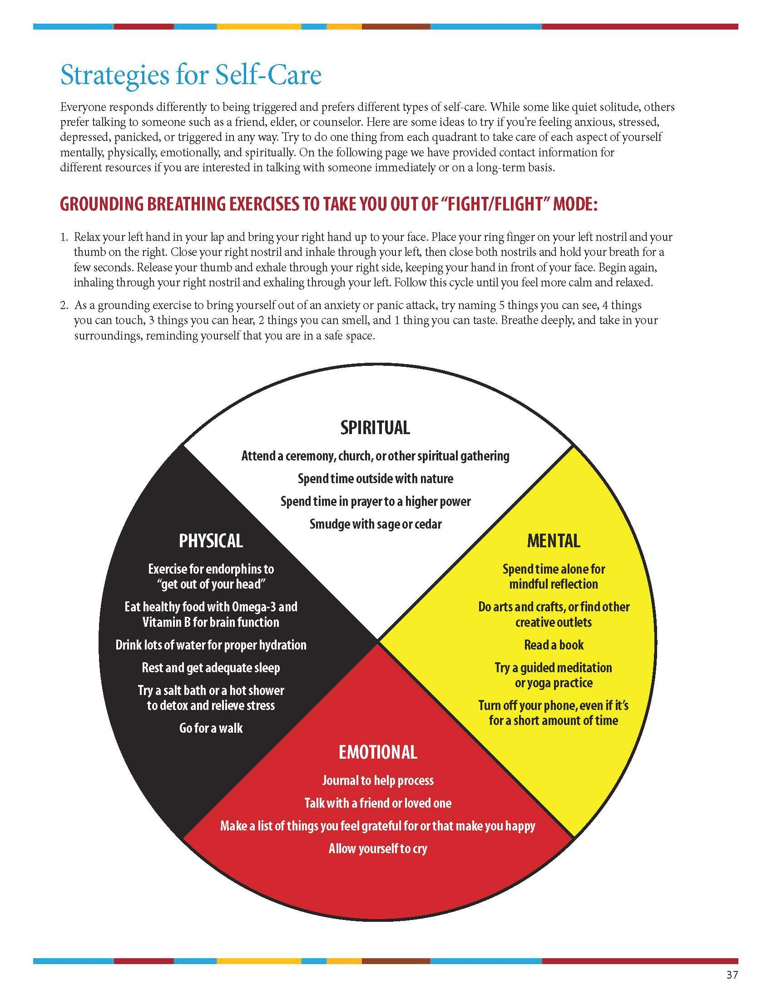 Strategies for Self-Care
Everyone responds differently to being triggered and prefers different types of self-care. While some like quiet solitude, others
prefer talking to someone such as a friend, elder, or counselor. Here are some ideas to try if you’re feeling anxious, stressed,
depressed, panicked, or triggered in any way. Try to do one thing from each quadrant to take care of each aspect of yourself
mentally, physically, emotionally, and spiritually. On the following page we have provided contact information for
different resources if you are interested in talking with someone immediately or on a long-term basis.
GROUNDING BREATHING EXERCISES TO TAKE YOU OUT OF “FIGHT/FLIGHT” MODE:
1. Relax your left hand in your lap and bring your right hand up to your face. Place your ring finger on your left nostril and your
thumb on the right. Close your right nostril and inhale through your left, then close both nostrils and hold your breath for a
few seconds. Release your thumb and exhale through your right side, keeping your hand in front of your face. Begin again,
inhaling through your right nostril and exhaling through your left. Follow this cycle until you feel more calm and relaxed.
2. As a grounding exercise to bring yourself out of an anxiety or panic attack, try naming 5 things you can see, 4 things
you can touch, 3 things you can hear, 2 things you can smell, and 1 thing you can taste. Breathe deeply, and take in your
surroundings, reminding yourself that you are in a safe space.
SPIRITUAL
Attend a ceremony, church, or other spiritual gathering
Spend time outside with nature
Spend time in prayer to a higher power
Smudge with sage or cedar
PHYSICAL
Exercise for endorphins to
“get out of your head”
Eat healthy food with Omega-3 and
Vitamin B for brain function
Drink lots of water for proper hydration
Rest and get adequate sleep
Try a salt bath or a hot shower
to detox and relieve stress
Go for a walk
MENTAL
Spend time alone for
mindful reflection
Do arts and crafts, or find other
creative outlets
Read a book
Try a guided meditation
or yoga practice
Turn off your phone, even if it’s
for a short amount of time
EMOTIONAL
Journal to help process
Talk with a friend or loved one
Make a list of things you feel grateful for or that make you happy
Allow yourself to cry
37